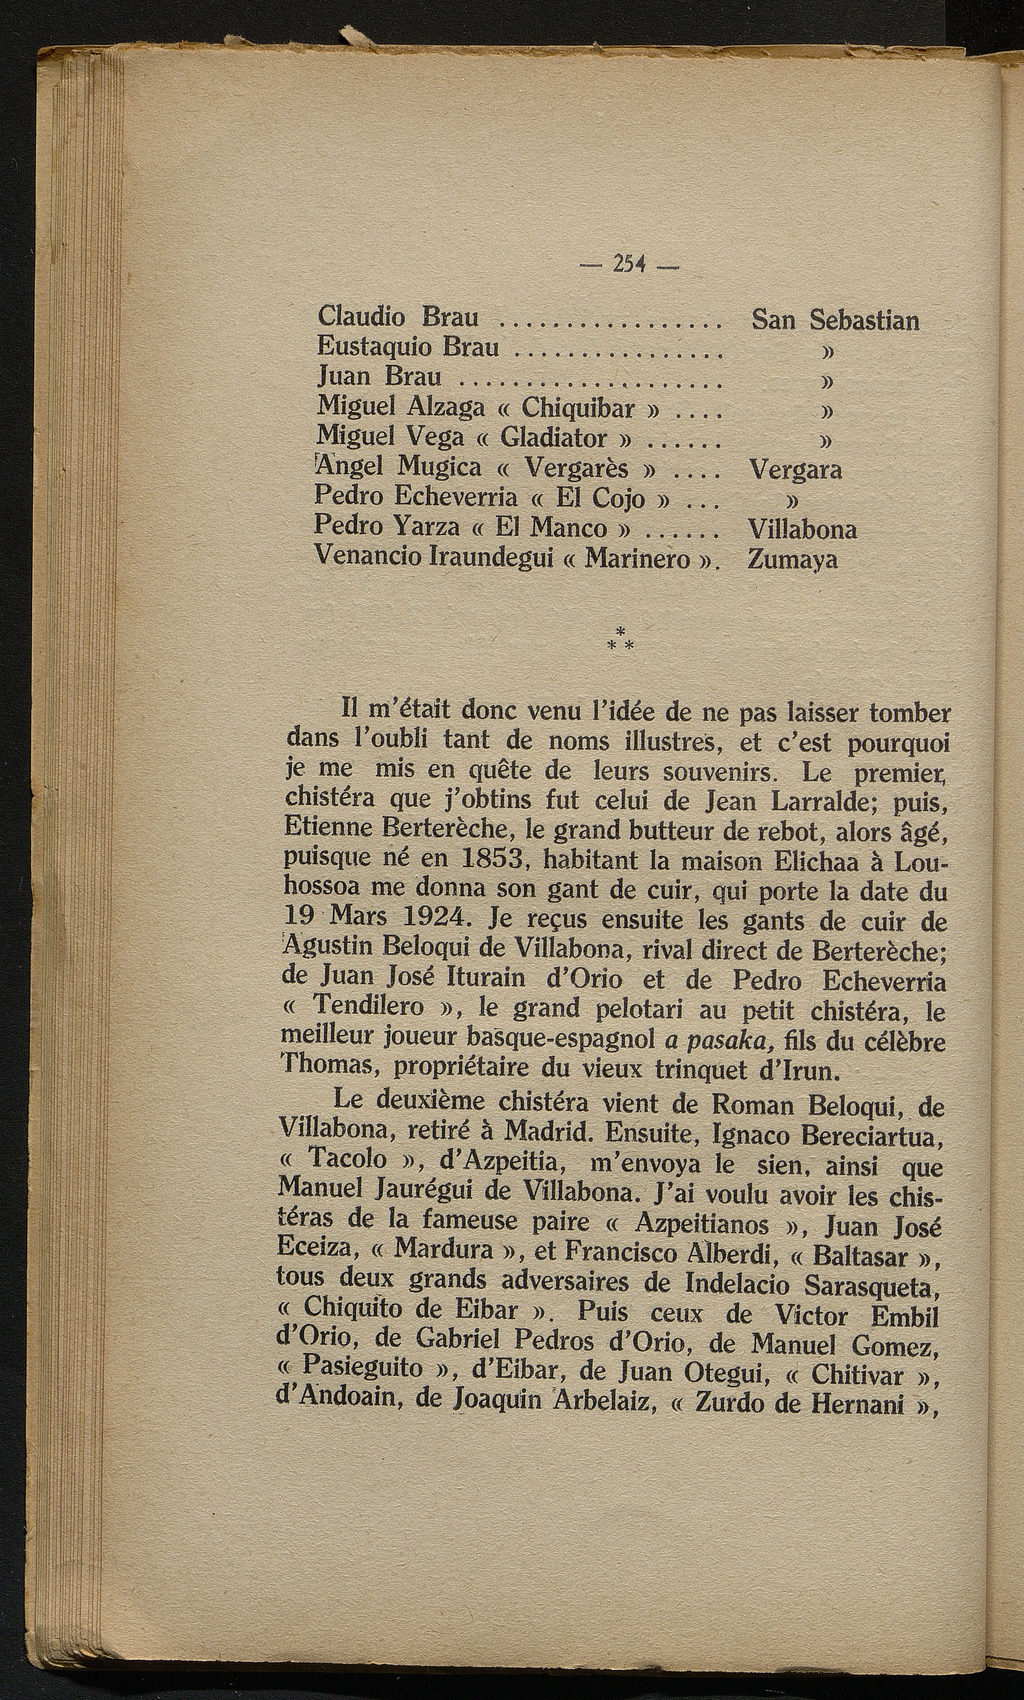 — 254 —
Claudio Brau .................. San Sebastian
Eustaquio Brau ................ »
Juan Brau ..................... »
Miguel Alzaga « Chiquibar » .... »
Miguel Vega « Gladiator » ...... »
Angel Mugica « Vergarès » .... Vergara
Pedro Echeverria « El Cojo » ... »
Pedro Yarza « El Manco » ...... Villabona
Venancio Iraundegui « Marinero ». Zumaya
*
* *
Il m'était donc venu l'idée de ne pas laisser tomber
dans l'oubli tant de noms illustres, et c'est pourquoi
je me mis en quête de leurs souvenirs. Le premier,
chistéra que j'obtins fut celui de Jean Larralde; puis,
Etienne Berterèche, le grand butteur de rebot, alors âgé,
puisque né en 1853, habitant la maison Elichaa à Lou-
hossoa me donna son gant de cuir, qui porte la date du
19 Mars 1924. Je reçus ensuite les gants de cuir de
Agustin Beloqui de Villabona, rival direct de Berterèche;
de Juan José Iturain d'Orio et de Pedro Echeverria
« Tendilero », le grand pelotari au petit chistéra, le
meilleur joueur basque-espagnol a pasaka, fils du célèbre
Thomas, propriétaire du vieux trinquet d'Irun.
Le deuxième chistéra vient de Roman Beloqui, de
Villabona, retiré à Madrid. Ensuite, Ignaco Bereciartua,
« Tacolo », d'Azpeitia, m'envoya le sien, ainsi que
Manuel Jaurégui de Villabona. J'ai voulu avoir les chis-
téras de la fameuse paire « Azpeitianos », Juan José
Eceiza, « Mardura », et Francisco Alberdi, « Baltasar »,
tous deux grands adversaires de Indelacio Sarasqueta,
« Chiquito de Eibar ». Puis ceux de Victor Embil
d'Orio, de Gabriel Pedros d'Orio, de Manuel Gomez,
« Pasieguito », d'Eibar, de Juan Otegui, « Chitivar »,
d'Andoain, de Joaquin Arbelaiz, « Zurdo de Hernani »,